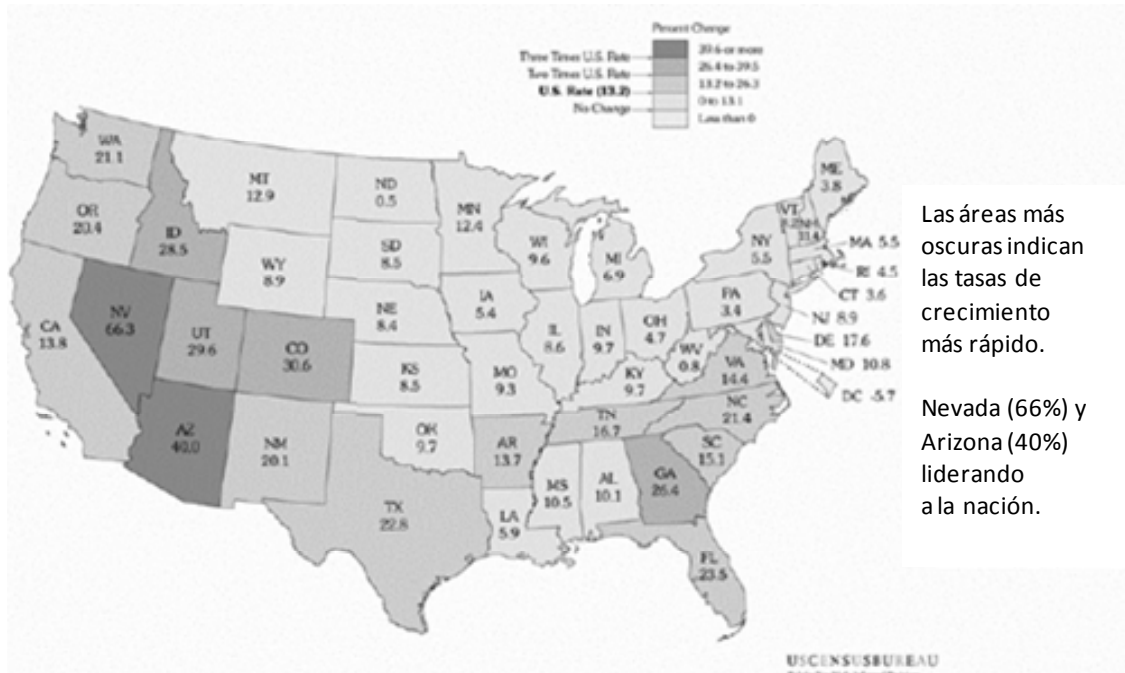 Percent Change
Three Times U.S. Rate
39.6 or more
Two Times U.S. Rate
26.4 to 39.5
U.S. Rate (13.2)
13.2 to 26.3
No Change
0 to 13.1
Less than 0
WA
21.1
OR
20.4
CA
13.8
ID
28.5
NV
66.3
AZ
40.0
UT
29.6
MT
12.9
WY
8.9
CO
30.6
NM
20.1
ND
0.5
SD
8.5
NE
8.4
KS
8.5
OK
9.7
TX
22.8
MN
12.4
IA
5.4
MO
9.3
AR
13.7
LA
5.9
WI
9.6
IL
8.6
MI
6.9
IN
9.7
OH
4.7
KY
9.7
TN
16.7
MS
10.5
AL
10.1
GA
26.4
FL
23.5
SC
15.1
NC
21.4
VA
14.4
WV
0.8
PA
3.4
NY
5.5
VT
NH
11.4
ME
3.8
MA 5.5
RI 4.5
CT 3.6
NJ 8.9
DE 17.6
MD 10.8
DC -5.7
Las áreas más
oscuras indican
las tasas de
crecimiento
más rápido.
Nevada (66%) y
Arizona (40%)
liderando
a la nación.
USCENSUSBUREAU